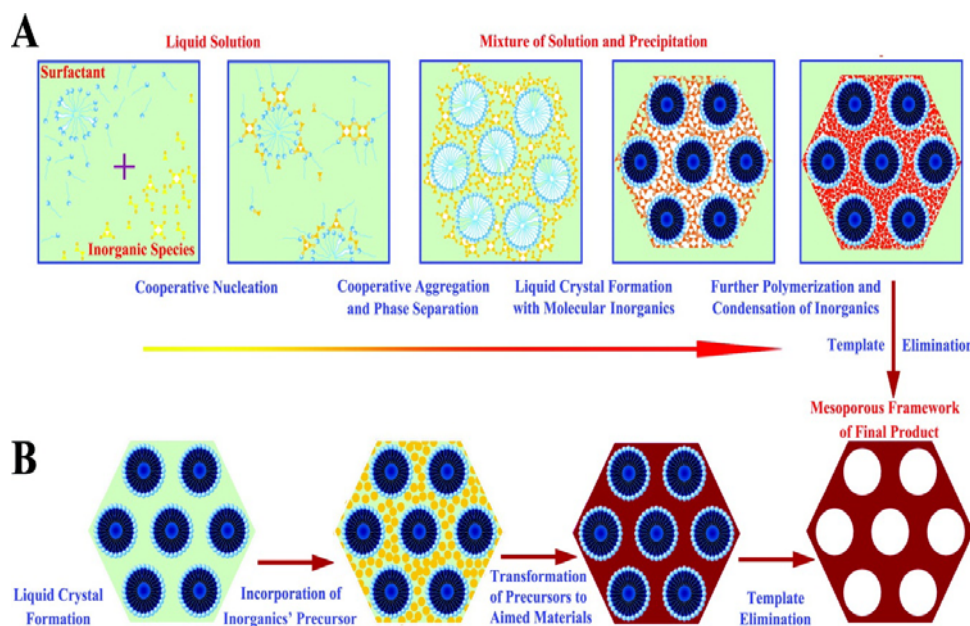 A
Liquid Solution
Mixture of Solution and Precipitation
Surfactant
+
Inorganic Species
Cooperative Nucleation
Cooperative Aggregation
and Phase Separation
Liquid Crystal Formation
with Molecular Inorganics
Further Polymerization and
Condensation of Inorganics
Template Elimination
Mesoporous Framework
of Final Product
B
Liquid Crystal
Formation
Incorporation of
Inorganics' Precursor
Transformation
of Precursors to
Aimed Materials
Template
Elimination